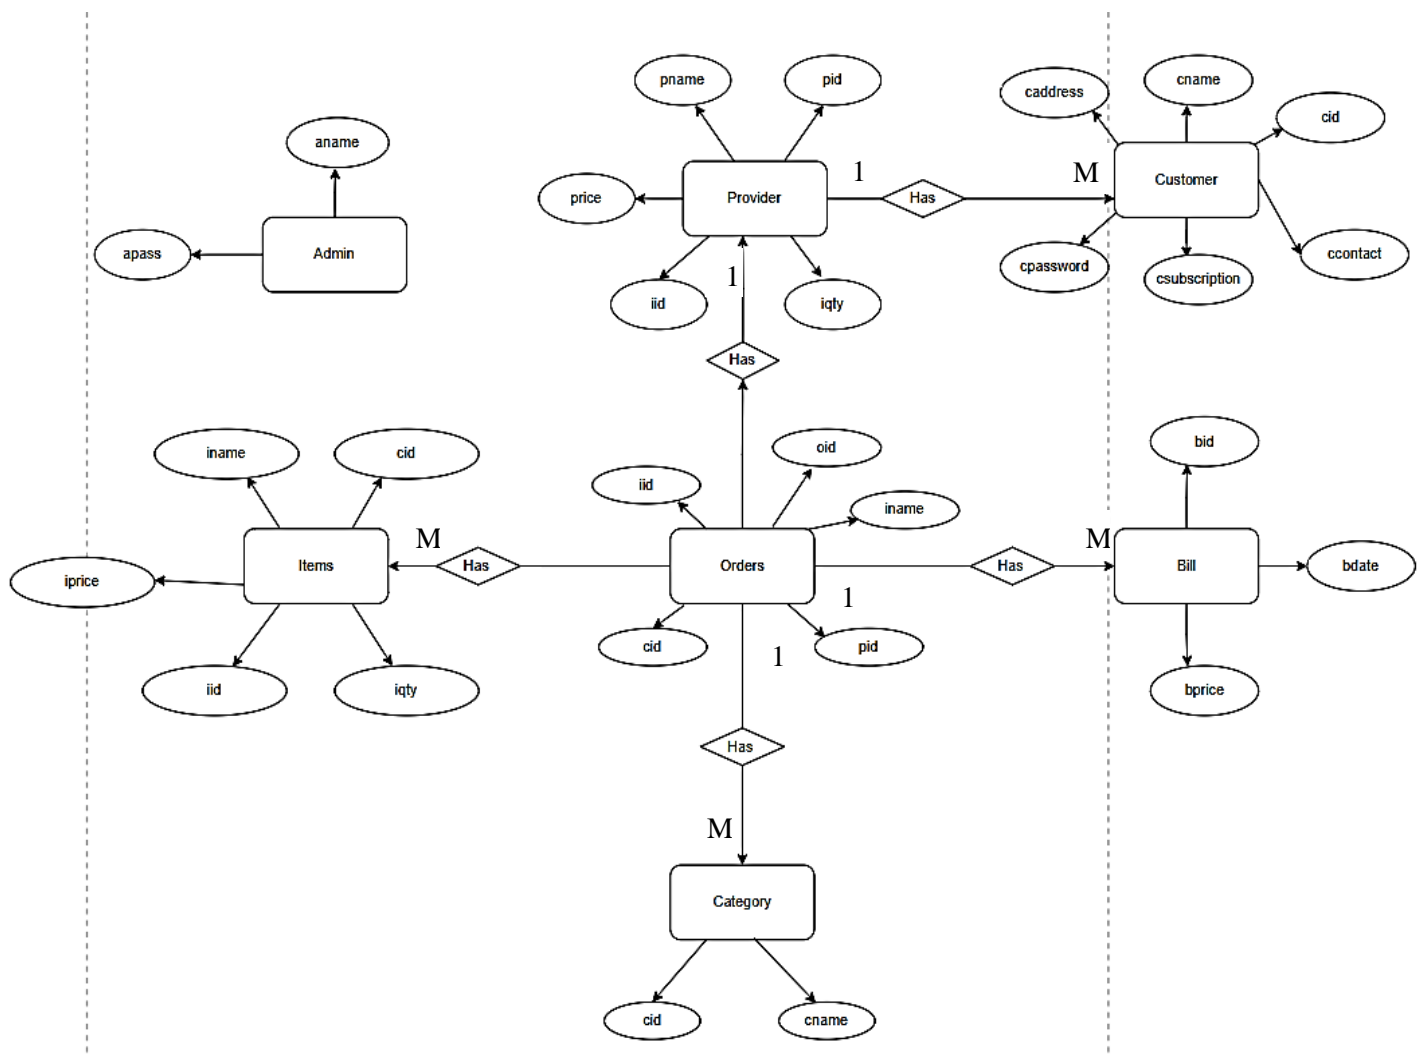 pname
pid
caddress
cname
cid
aname
1
M
Customer
price
Provider
Has
apass
Admin
cpassword
csubscription
ccontact
1
iid
iqty
Has
iname
cid
oid
bid
iid
iname
M
M
Items
Has
Orders
Has
Bill
bdate
iprice
1
cid
pid
1
iid
iqty
bprice
Has
M
Category
cid
cname